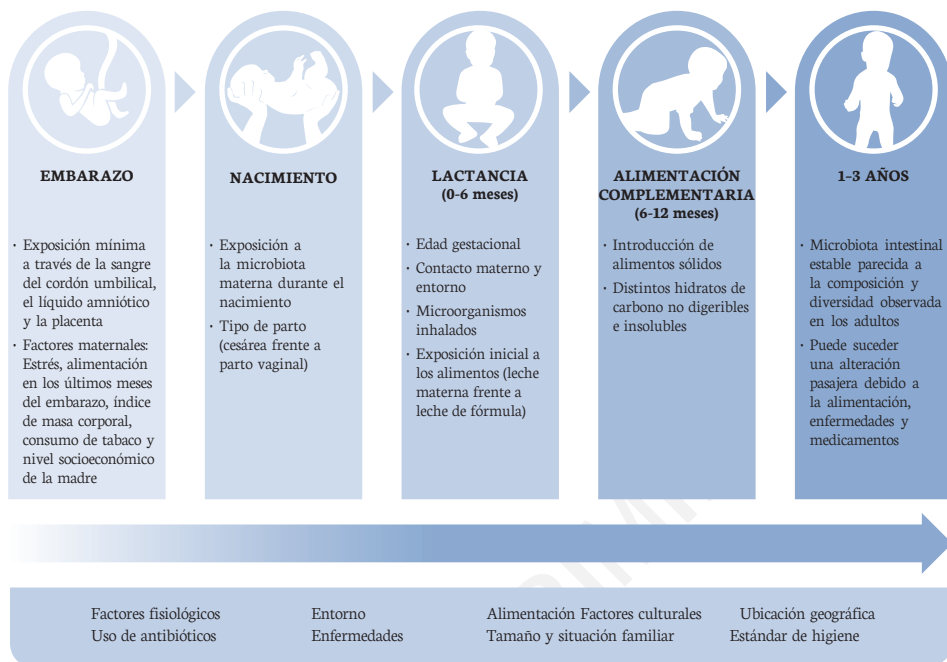 EMBARAZO
· Exposición mínima
a través de la sangre
del cordón umbilical,
el líquido amniótico
y la placenta
· Factores maternales:
Estrés, alimentación
en los últimos meses
del embarazo, índice
de masa corporal,
consumo de tabaco y
nivel socioeconómico
de la madre
NACIMIENTO
· Exposición a
la microbiota
materna durante el
nacimiento
· Tipo de parto
(cesárea frente a
parto vaginal)
LACTANCIA
(0-6 meses)
· Edad gestacional
· Contacto materno y
entorno
· Microorganismos
inhalados
· Exposición inicial a
los alimentos (leche
materna frente a
leche de fórmula)
ALIMENTACIÓN
COMPLEMENTARIA
(6-12 meses)
· Introducción de
alimentos sólidos
· Distintos hidratos de
carbono no digeribles
e insolubles
1-3 AÑOS
· Microbiota intestinal
estable parecida a
la composición y
diversidad observada
en los adultos
· Puede suceder
una alteración
pasajera debido a
la alimentación,
enfermedades y
medicamentos
Factores fisiológicos Entorno Alimentación Factores culturales Ubicación geográfica
Uso de antibióticos Enfermedades Tamaño y situación familiar Estándar de higiene